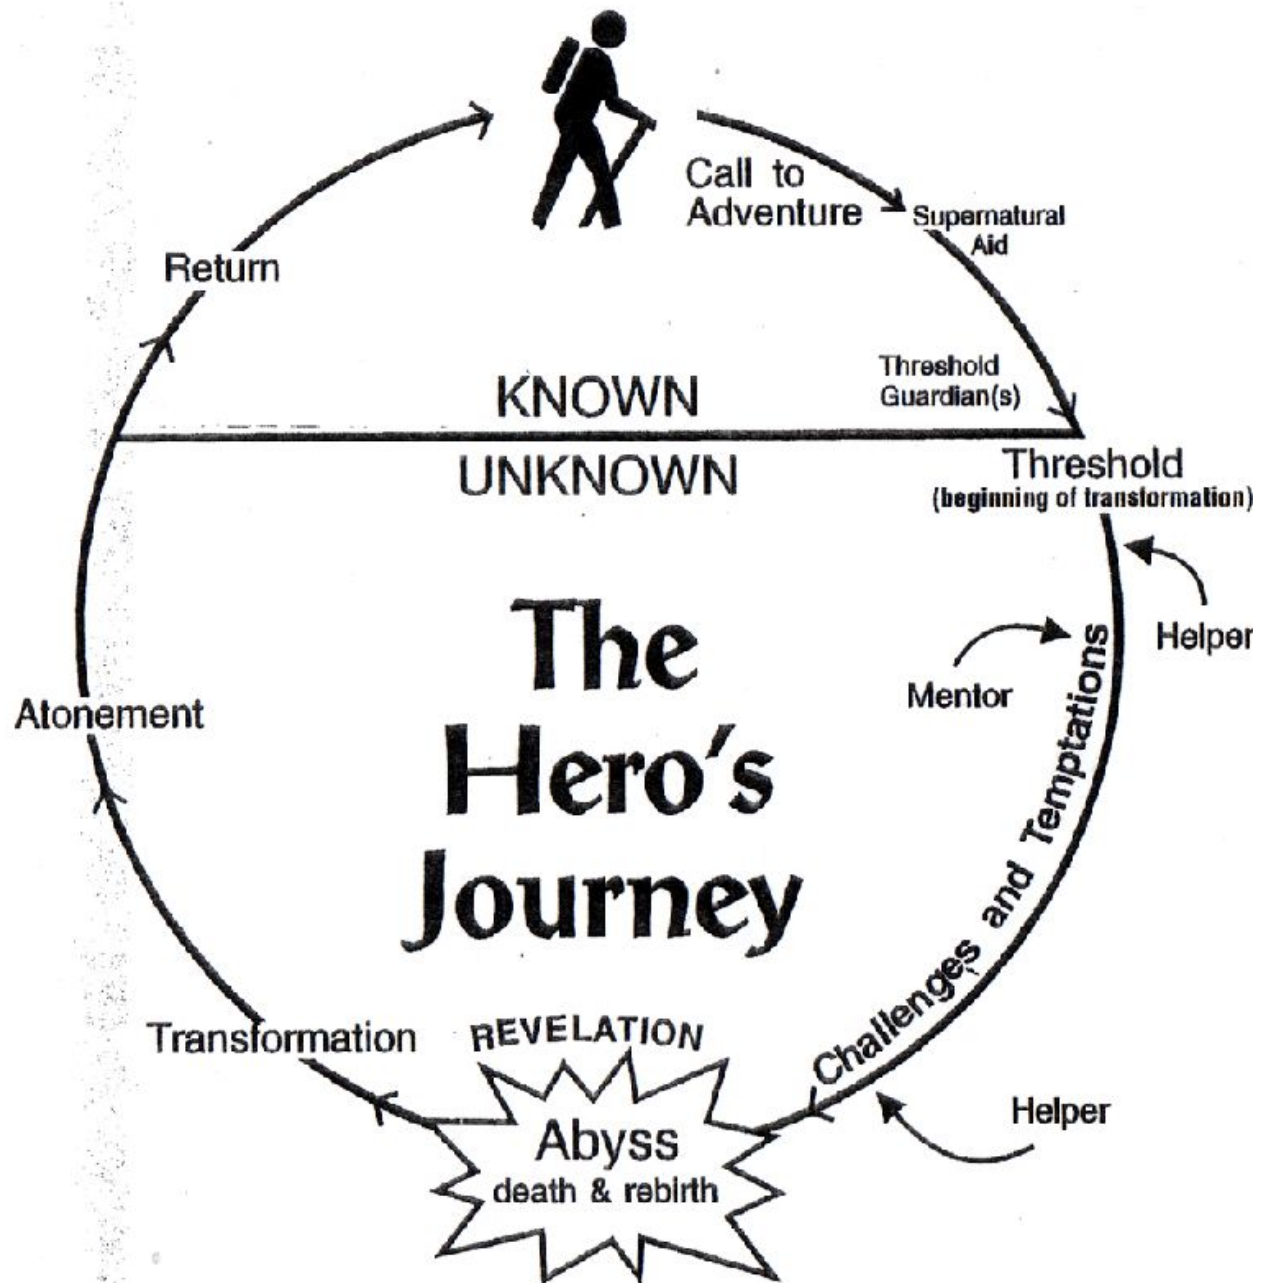 Call to
Adventure
Supernatural
Aid
Return
KNOWN
Threshold
Guardian(s)
UNKNOWN
Threshold
(beginning of transformation)
Helper
Mentor
The
Hero's
Journey
Challenges and Temptations
Atonement
Transformation
REVELATION
Abyss
death & rebirth
Helper